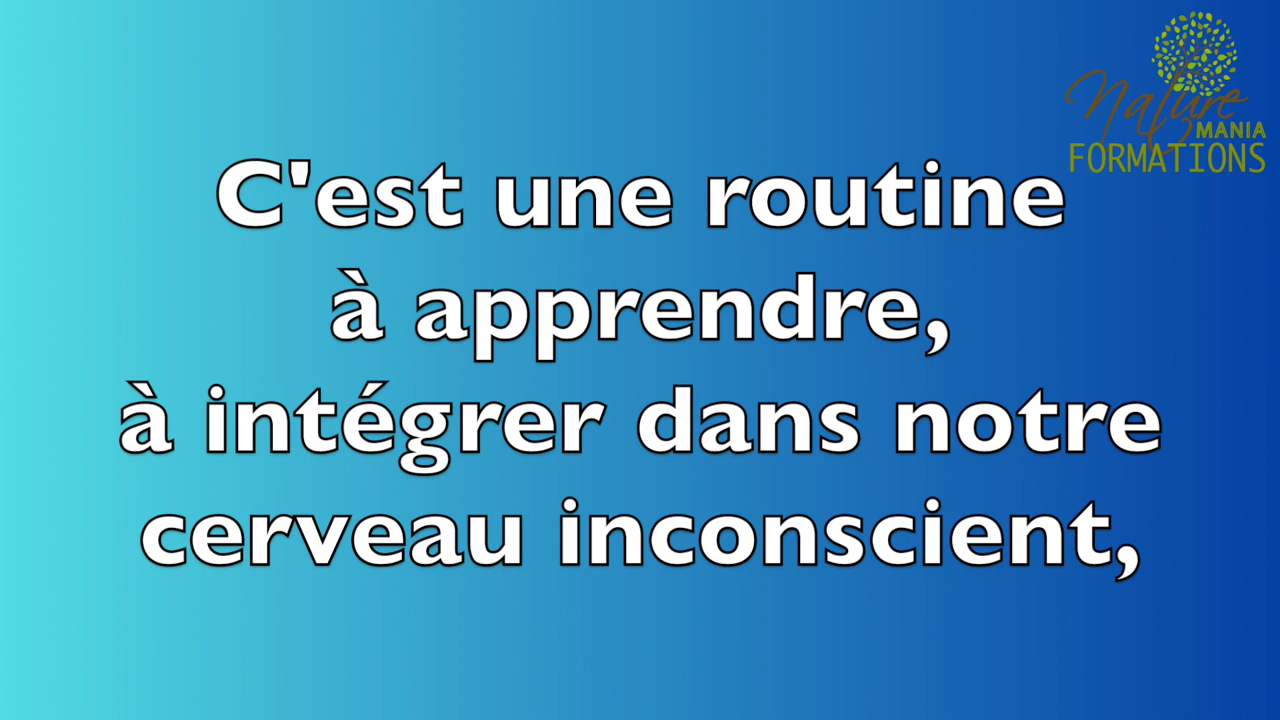 Nature
MANIA
FORMATIONS
C'est une routine
à apprendre,
à intégrer dans notre
cerveau inconscient,